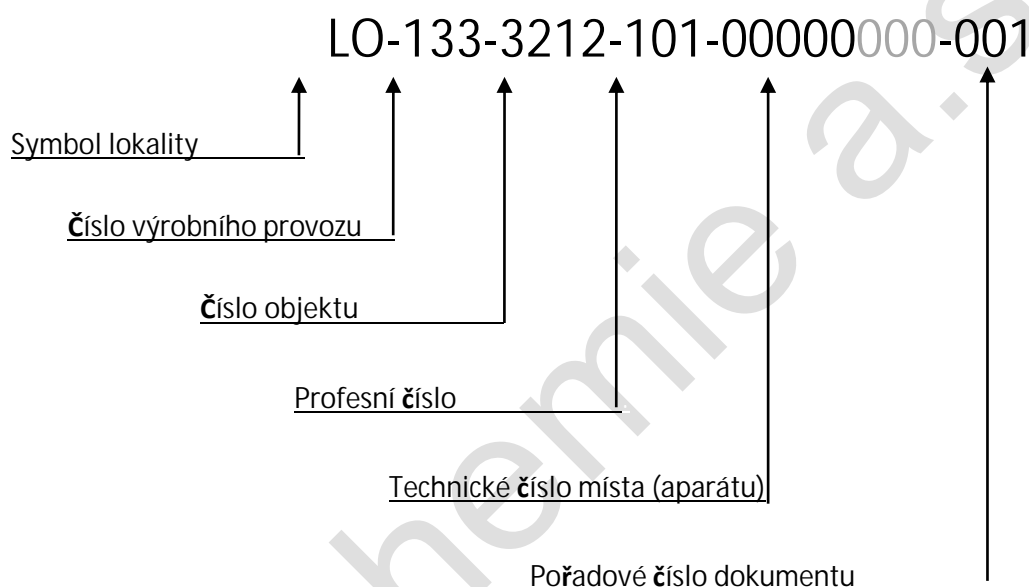 LO-133-3212-101-00000000-001
Symbol lokality
Číslo výrobního provozu
Číslo objektu
Profesní číslo
Technické číslo místa (aparátu)
Pořadové číslo dokumentu
hemie a.s